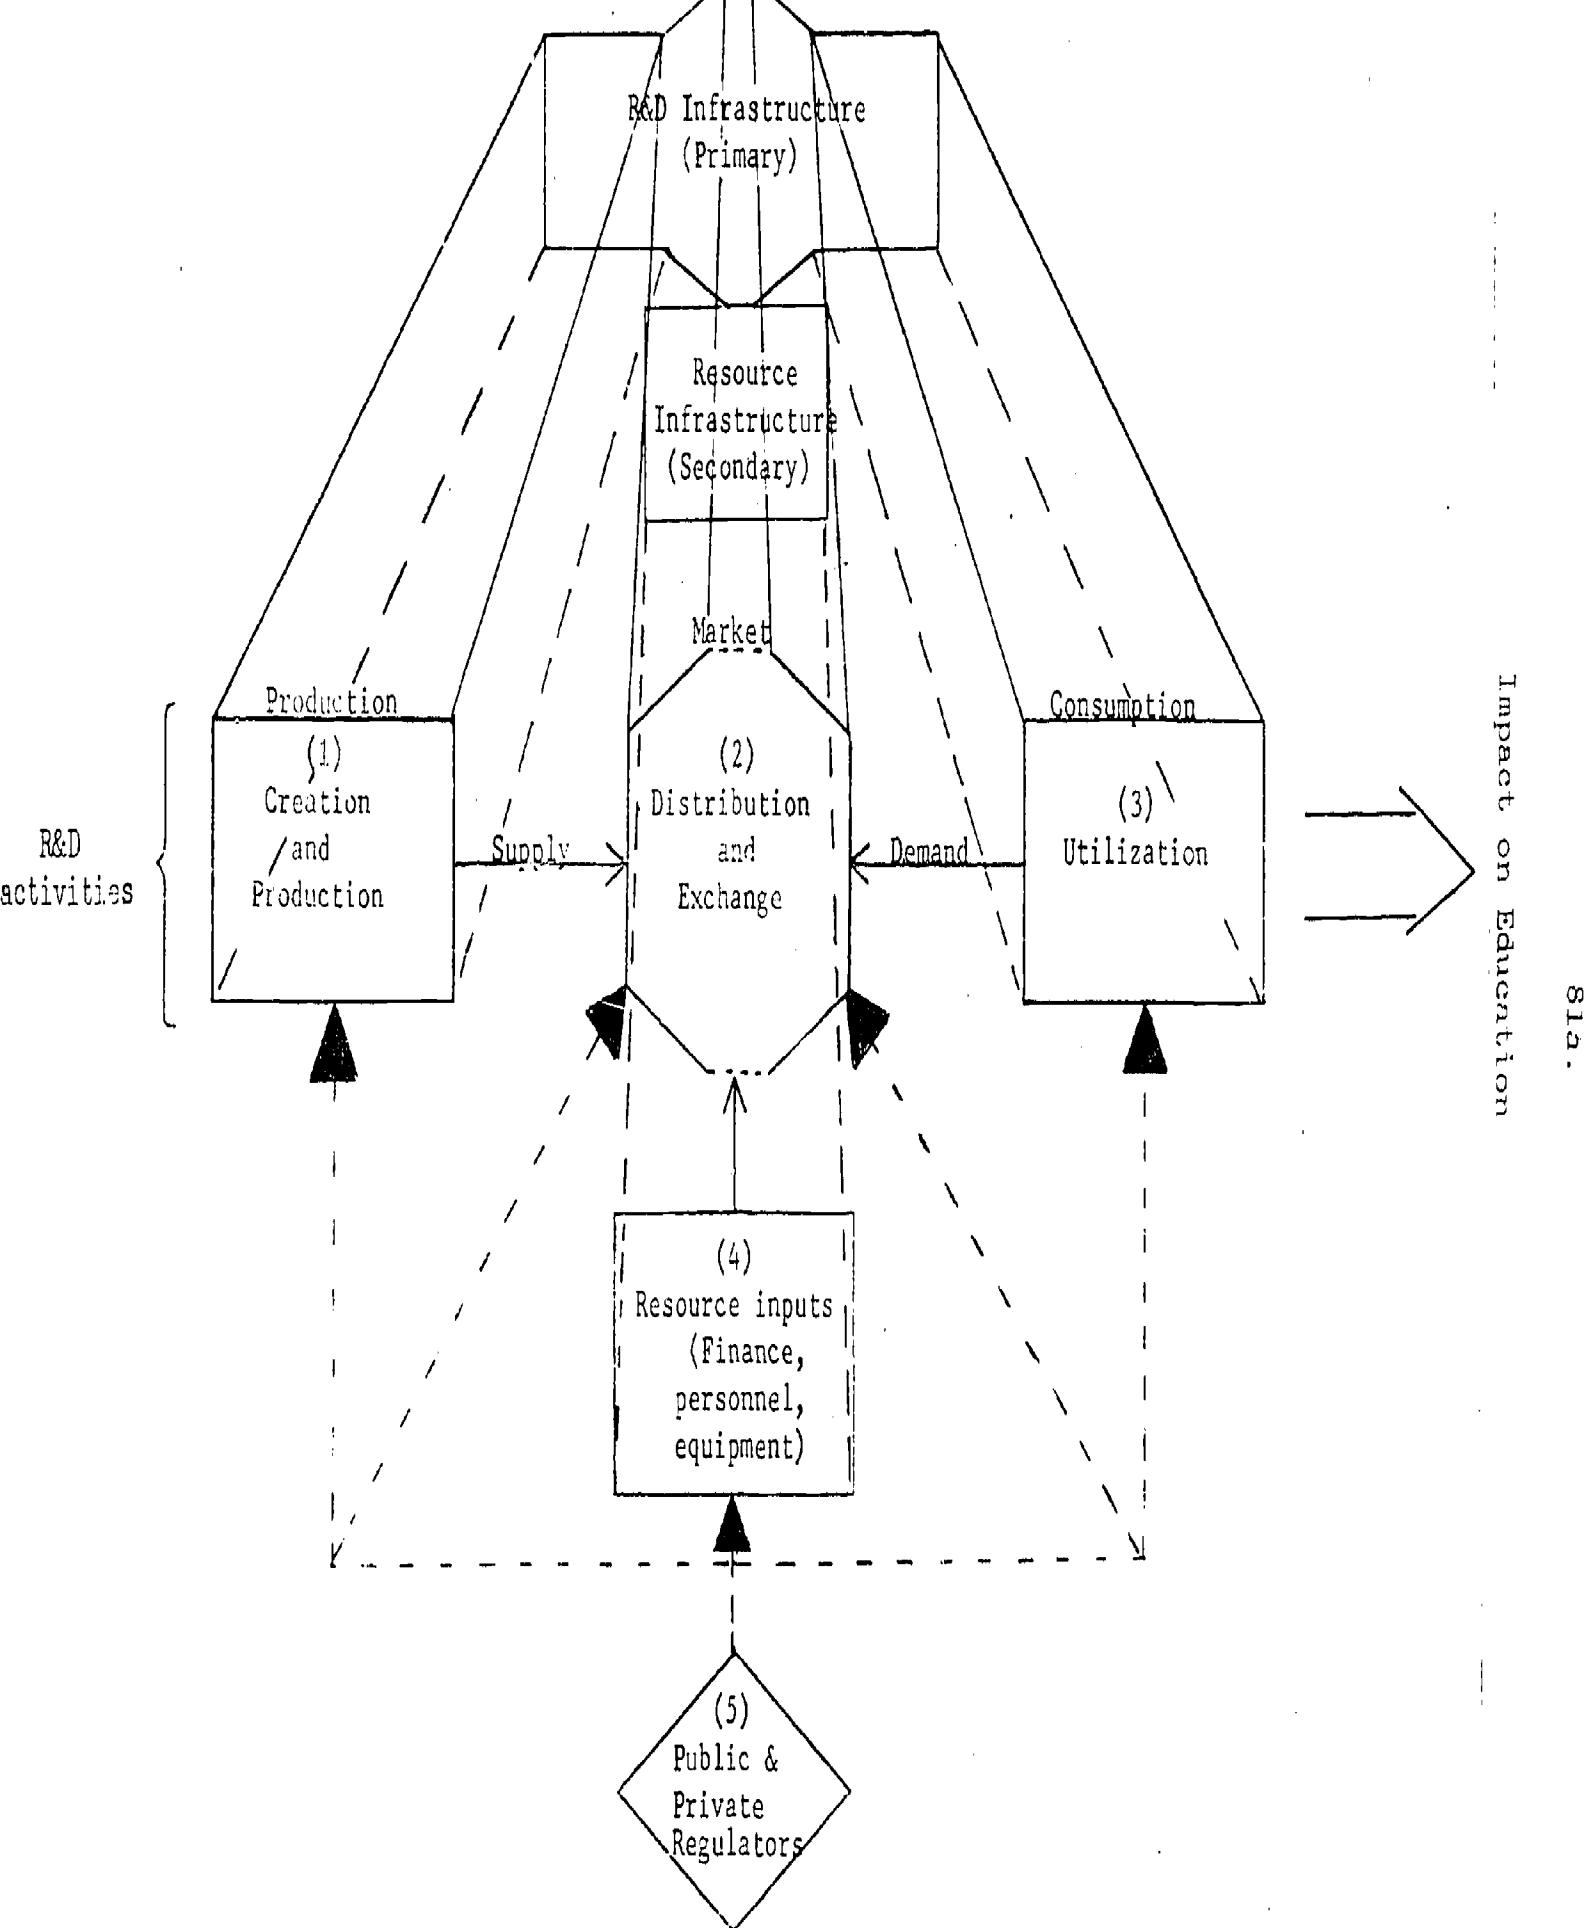 R&D Infrastructure
(Primary)
Resource
Infrastructure
(Secondary)
Market
Production
Consumption
(1)
Creation
and
Production
(2)
Distribution
and
Exchange
(3)
Utilization
R&D
activities
Supply
Demand
(4)
Resource inputs
(Finance,
personnel,
equipment)
(5)
Public &
Private
Regulators
Impact on Education
81a.